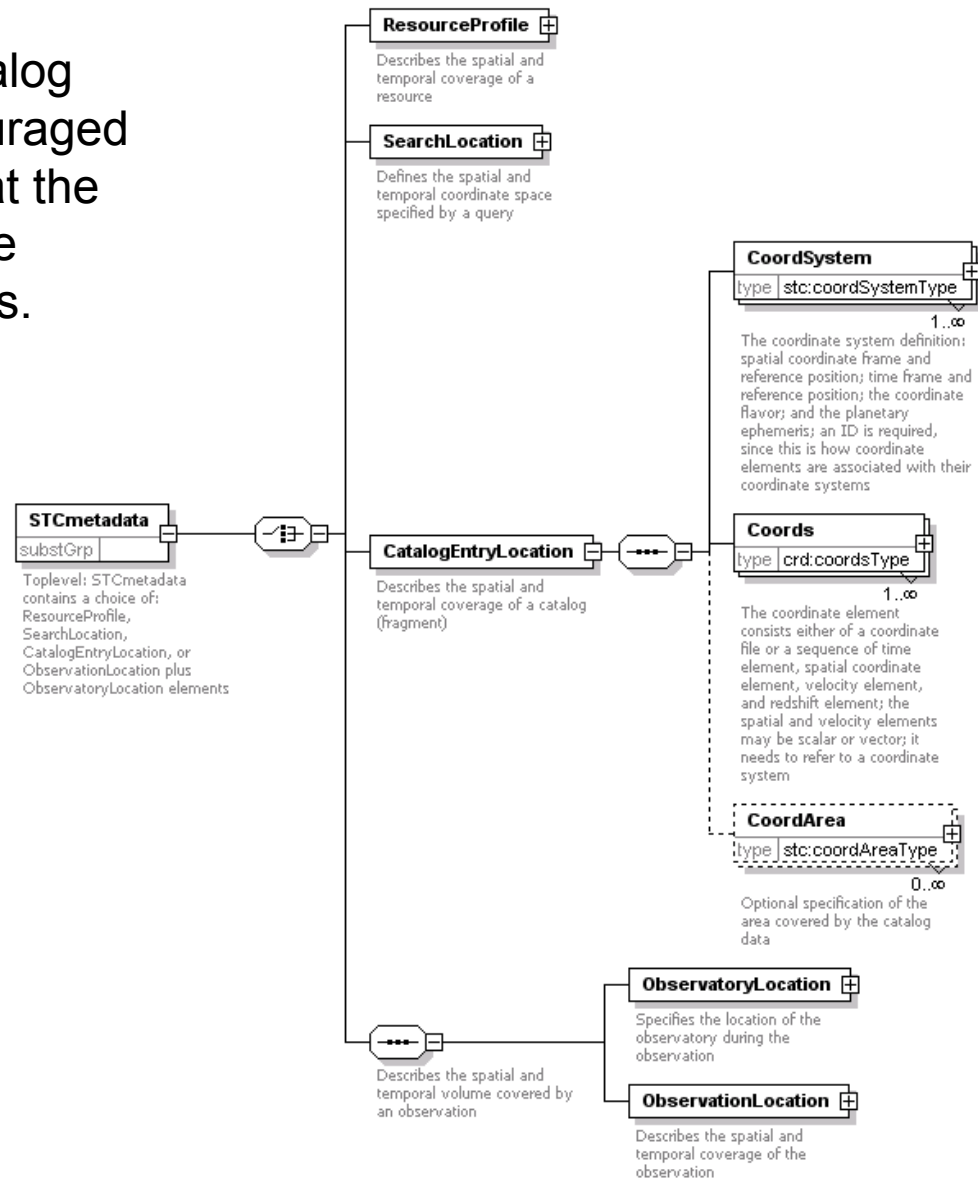 alog
uraged
at the
e
s.
ResourceProfile
Describes the spatial and
temporal coverage of a
resource
SearchLocation
Defines the spatial and
temporal coordinate space
specified by a query
STCmetadata
substGrp
Toplevel: STCmetadata
contains a choice of:
ResourceProfile,
SearchLocation,
CatalogEntryLocation, or
ObservationLocation plus
ObservatoryLocation elements
CatalogEntryLocation
Describes the spatial and
temporal coverage of a catalog
(fragment)
CoordSystem
type stc:coordSystemType
1..∞
The coordinate system definition:
spatial coordinate frame and
reference position; time frame and
reference position; the coordinate
flavor; and the planetary
ephemeris; an ID is required,
since this is how coordinate
elements are associated with their
coordinate systems
Coords
type crd:coordsType
1..∞
The coordinate element
consists either of a coordinate
file or a sequence of time
element, spatial coordinate
element, velocity element,
and redshift element; the
spatial and velocity elements
may be scalar or vector; it
needs to refer to a coordinate
system
CoordArea
type stc:coordAreaType
0..∞
Optional specification of the
area covered by the catalog
data
Describes the spatial and
temporal volume covered by
an observation
ObservatoryLocation
Specifies the location of the
observatory during the
observation
ObservationLocation
Describes the spatial and
temporal coverage of the
observation